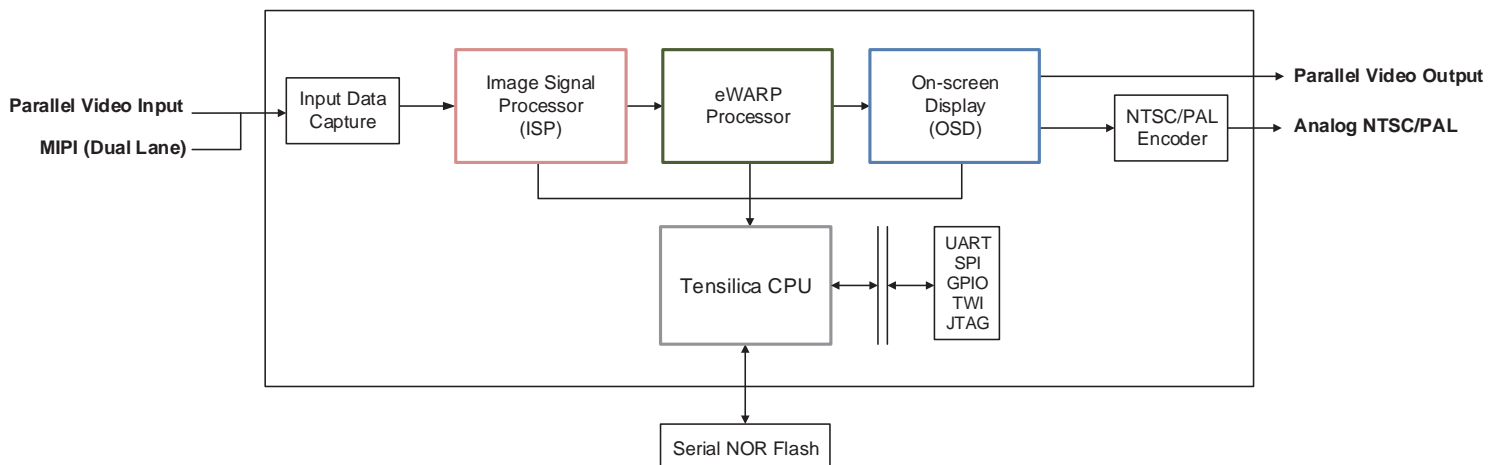 Parallel Video Input
MIPI (Dual Lane)
Input Data
Capture
Image Signal
Processor
(ISP)
eWARP
Processor
On-screen
Display
(OSD)
NTSC/PAL
Encoder
Parallel Video Output
Analog NTSC/PAL
Tensilica CPU
UART
SPI
GPIO
TWI
JTAG
Serial NOR Flash